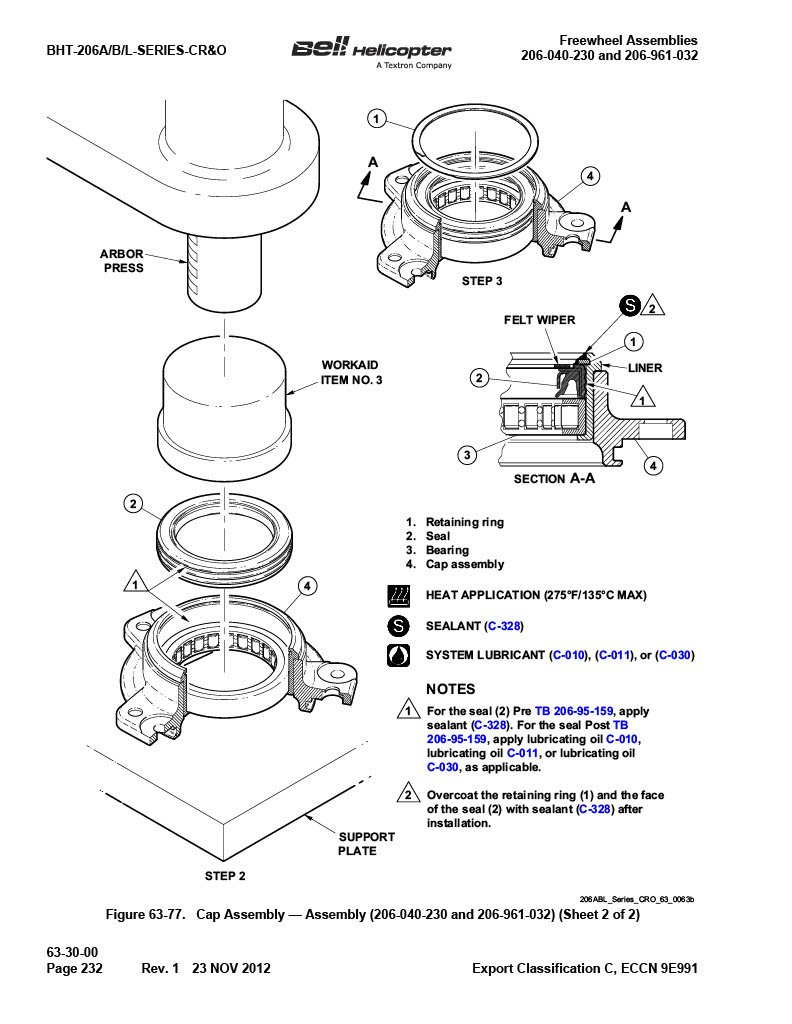 BHT-206A/B/L-SERIES-CR&O
Bell Helicopter
A Textron Company
Freewheel Assemblies
206-040-230 and 206-961-032
1
A
4
A
ARBOR
PRESS
STEP 3
S
2
FELT WIPER
1
LINER
WORKAID
ITEM NO. 3
2
1
3
4
SECTION A-A
2
1
4
1. Retaining ring
2. Seal
3. Bearing
4. Cap assembly
HEAT APPLICATION (275°F/135°C MAX)
S SEALANT (C-328)
SYSTEM LUBRICANT (C-010), (C-011), or (C-030)
NOTES
1 For the seal (2) Pre TB 206-95-159, apply
sealant (C-328). For the seal Post TB
206-95-159, apply lubricating oil C-010,
lubricating oil C-011, or lubricating oil
C-030, as applicable.
2 Overcoat the retaining ring (1) and the face
of the seal (2) with sealant (C-328) after
installation.
SUPPORT
PLATE
STEP 2
206ABL_Series_CRO_63_0063b
Figure 63-77. Cap Assembly — Assembly (206-040-230 and 206-961-032) (Sheet 2 of 2)
63-30-00
Page 232 Rev. 1 23 NOV 2012 Export Classification C, ECCN 9E991